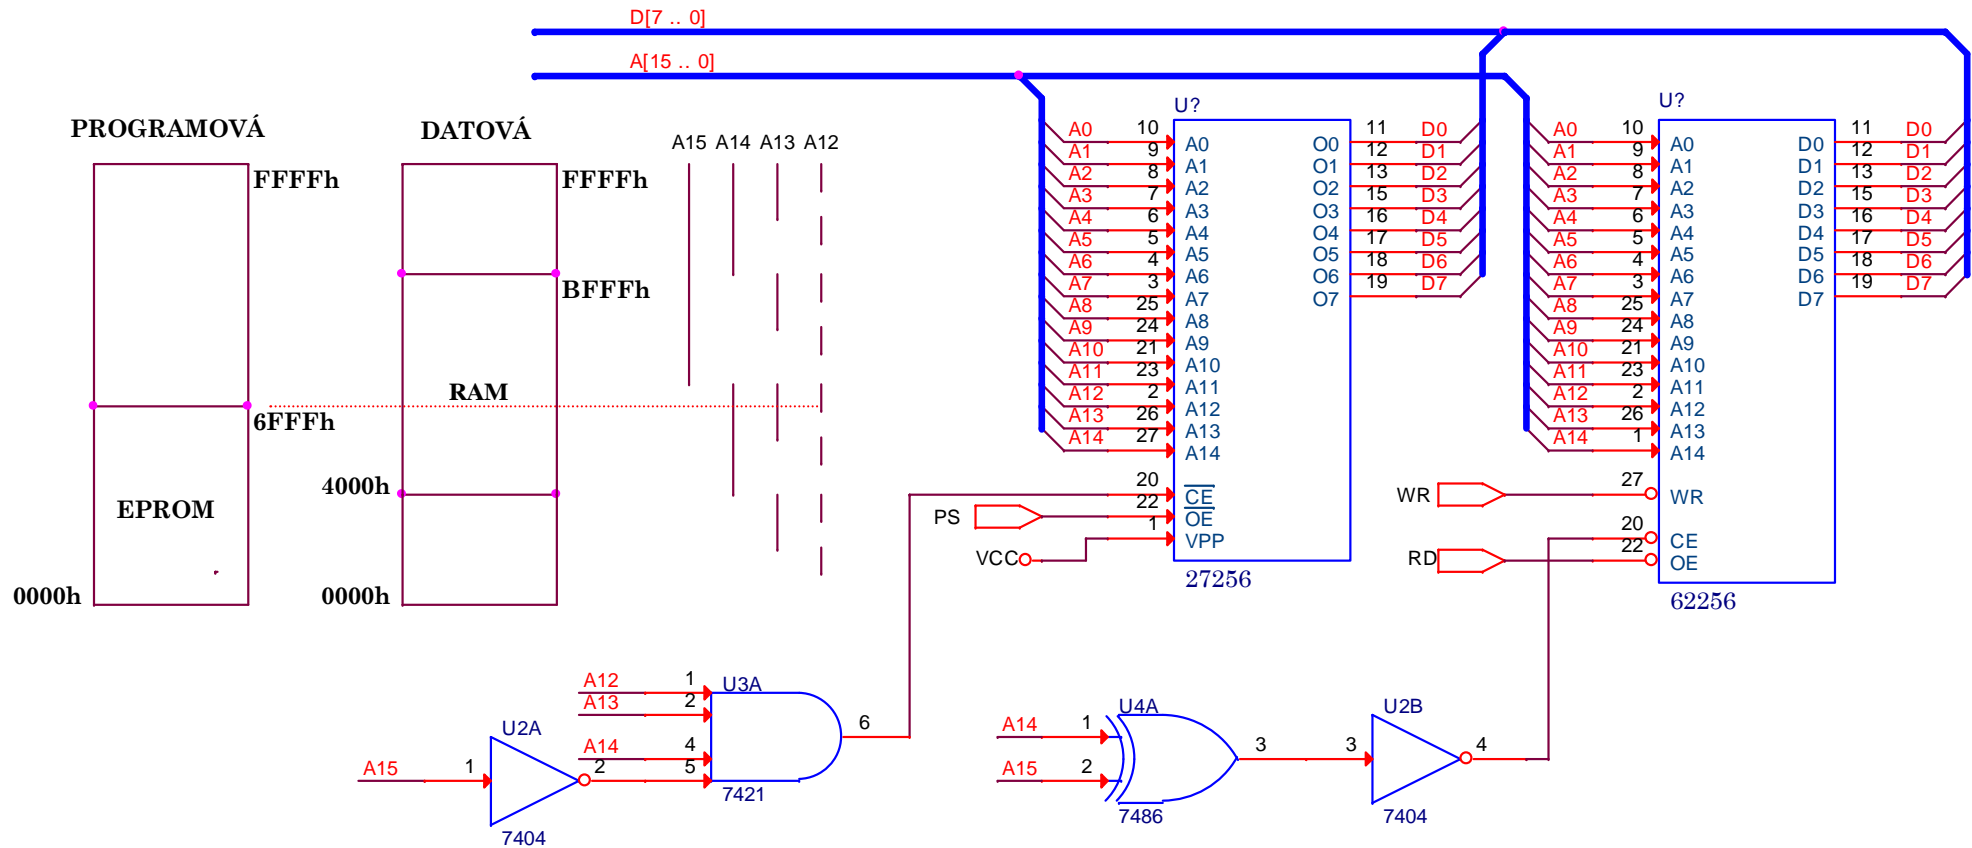 D[7 .. 0]
A[15 .. 0]
PROGRAMOVÁ
DATOVÁ
A15 A14 A13 A12
FFFFh
FFFFh
BFFFh
RAM
6FFFh
4000h
EPROM
0000h
0000h
U?
A0 10 A0 O0 11 D0
A1 9 A1 O1 12 D1
A2 8 A2 O2 13 D2
A3 7 A3 O3 15 D3
A4 6 A4 O4 16 D4
A5 5 A5 O5 17 D5
A6 4 A6 O6 18 D6
A7 3 A7 O7 19 D7
A8 25 A8
A9 24 A9
A10 21 A10
A11 23 A11
A12 2 A12
A13 26 A13
A14 27 A14
20 CE
PS 22 OE
VCC 1 VPP
27256
U?
A0 10 A0 D0 11 D0
A1 9 A1 D1 12 D1
A2 8 A2 D2 13 D2
A3 7 A3 D3 15 D3
A4 6 A4 D4 16 D4
A5 5 A5 D5 17 D5
A6 4 A6 D6 18 D6
A7 3 A7 D7 19 D7
A8 25 A8
A9 24 A9
A10 21 A10
A11 23 A11
A12 2 A12
A13 26 A13
A14 1 A14
WR 27 WR
20 CE
RD 22 OE
62256
A12 1 U3A
A13 2
6
A14 4
5
7421
U2A
A15 1 2
7404
U4A
A14 1
3
A15 2
7486
U2B
3 4
7404